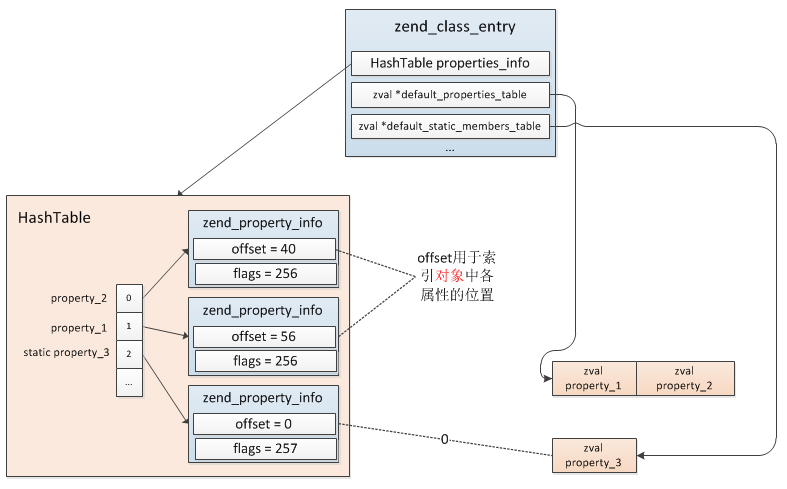 zend_class_entry
HashTable properties_info
zval *default_properties_table
zval *default_static_members_table
...
HashTable
zend_property_info
offset = 40
flags = 256
property_2
0
property_1
1
static property_3
2
...
zend_property_info
offset = 56
flags = 256
zend_property_info
offset = 0
flags = 257
offset用于索
引对象中各
属性的位置
zval
property_1
zval
property_2
0
zval
property_3